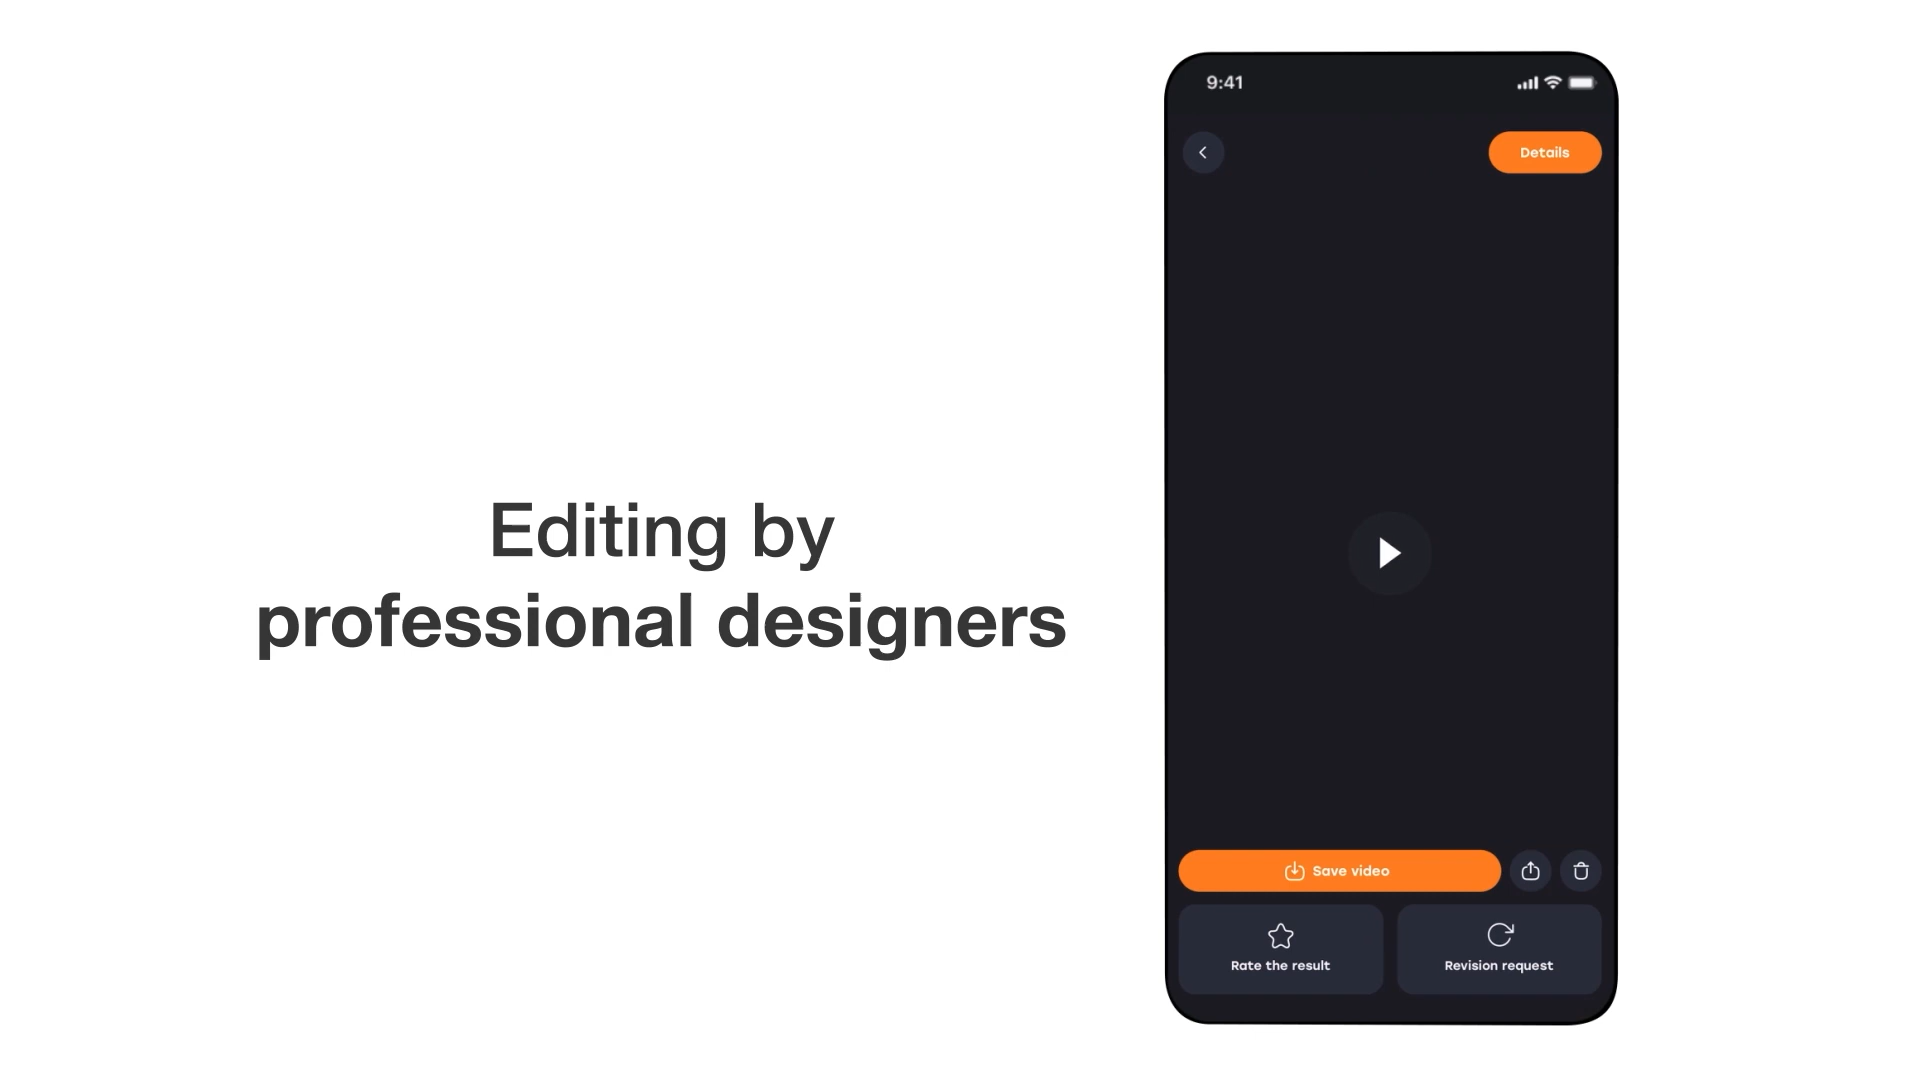 Editing by
professional designers
9:41
Details
Save video
Rate the result
Revision request